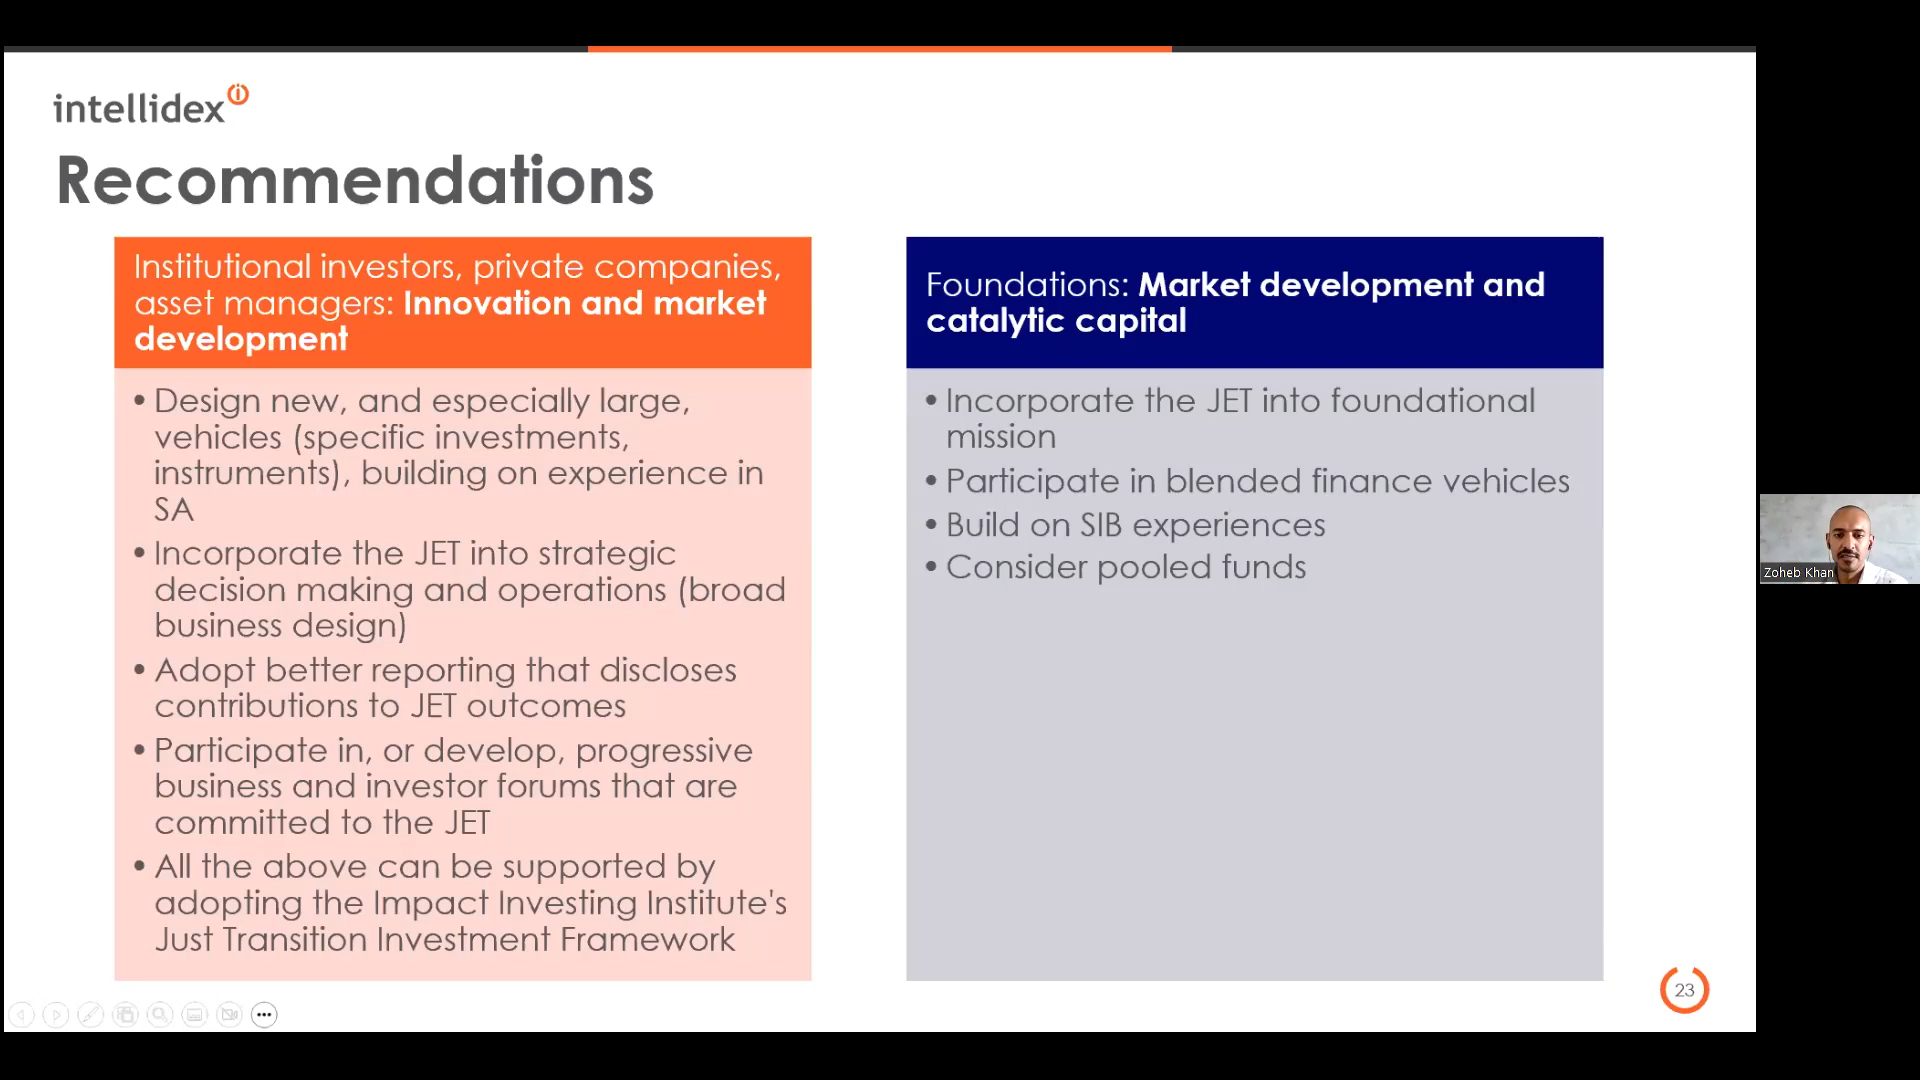 intellidex
Recommendations
Institutional investors, private companies,
asset managers: Innovation and market
development
• Design new, and especially large,
vehicles (specific investments,
instruments), building on experience in
SA
• Incorporate the JET into strategic
decision making and operations (broad
business design)
• Adopt better reporting that discloses
contributions to JET outcomes
• Participate in, or develop, progressive
business and investor forums that are
committed to the JET
• All the above can be supported by
adopting the Impact Investing Institute's
Just Transition Investment Framework
Foundations: Market development and
catalytic capital
• Incorporate the JET into foundational
mission
• Participate in blended finance vehicles
• Build on SIB experiences
• Consider pooled funds
23
Zoheb Khan